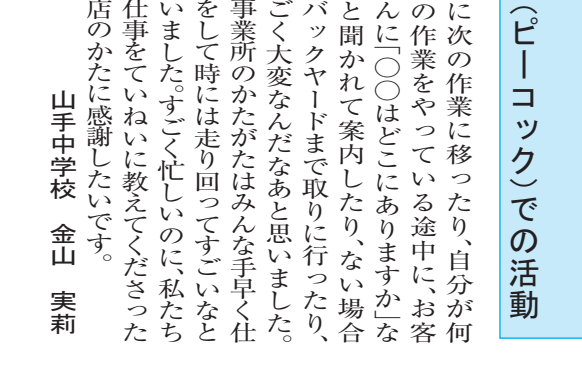 (ピーコック)での活動
に次の作業に移ったり、自分が何
の作業をやっている途中に、お客
んに「○○はどこにありますか」な
と聞かれて案内したり、ない場合
バックヤードまで取りに行ったり、
ごく大変なんだなあと思いました。
事業所のかたがたはみんな手早く仕
をして時には走り回ってすごいなと
いました。すごく忙しいのに、私たち
仕事をていねいに教えてくださった
店のかたに感謝したいです。
山手中学校　金山　実莉